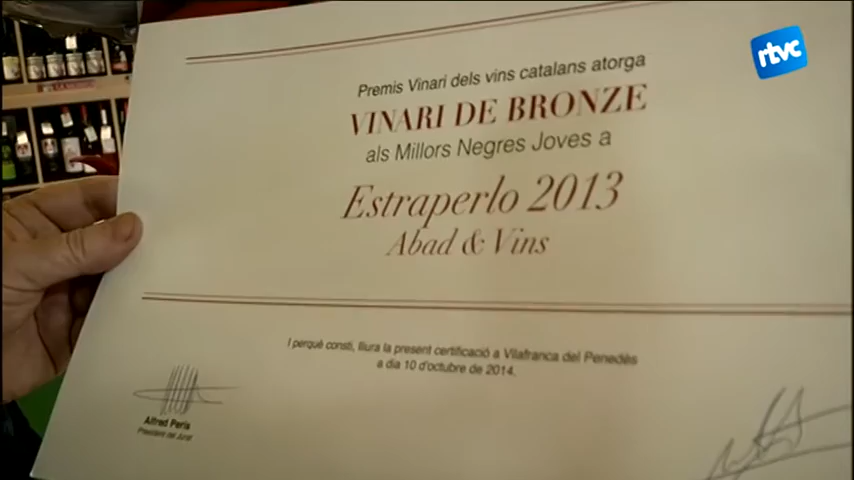 rtvc
Premis Vinari dels vins catalans atorga
VINARI DE BRONZE
als Millors Negres Joves a
Estraperlo 2013
Abad & Vins
I perquè consti, lliura la present certificació a Vilafranca del Penedès
a dia 10 d'octubre de 2014.
Alfred Peris
President del Jurat